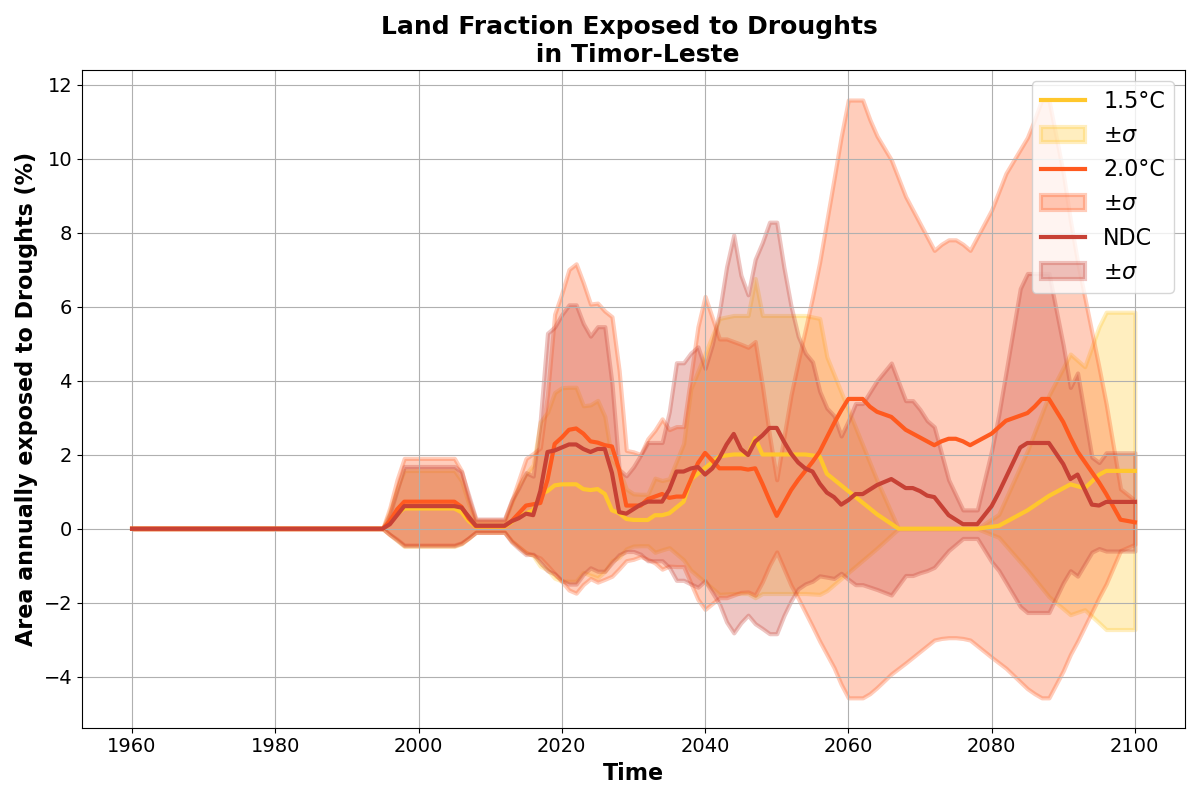 Land Fraction Exposed to Droughts
in Timor-Leste
Area annually exposed to Droughts (%)
12
10
8
6
4
2
0
−2
−4
1.5°C
±σ
2.0°C
±σ
NDC
±σ
1960 1980 2000 2020 2040 2060 2080 2100
Time